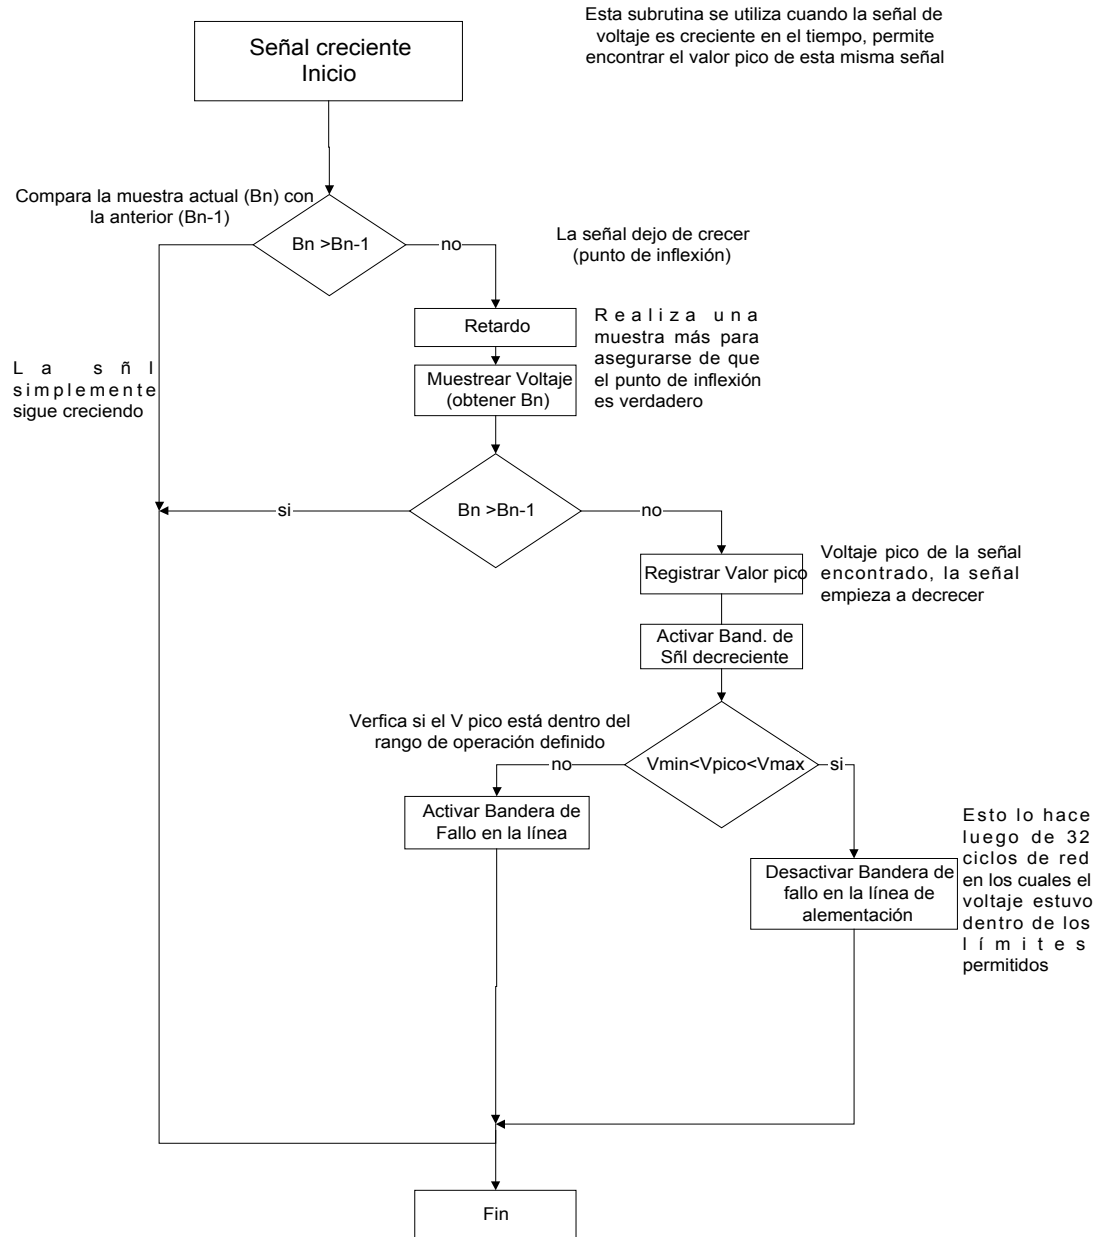 Esta subrutina se utiliza cuando la señal de
voltaje es creciente en el tiempo, permite
encontrar el valor pico de esta misma señal
Señal creciente
Inicio
Compara la muestra actual (Bn) con
la anterior (Bn-1)
Bn >Bn-1
no
La señal dejo de crecer
(punto de inflexión)
Retardo
Realiza una
muestra más para
asegurarse de que
el punto de inflexión
es verdadero
La sñl
simplemente
sigue creciendo
Muestrear Voltaje
(obtener Bn)
si
Bn >Bn-1
no
Registrar Valor pico
Voltaje pico de la señal
encontrado, la señal
empieza a decrecer
Activar Band. de
Sñl decreciente
Verfica si el V pico está dentro del
rango de operación definido
no
Vmin<Vpico<Vmax
si
Activar Bandera de
Fallo en la línea
Desactivar Bandera de
fallo en la línea de
alementación
Esto lo hace
luego de 32
ciclos de red
en los cuales el
voltaje estuvo
dentro de los
límites
permitidos
Fin